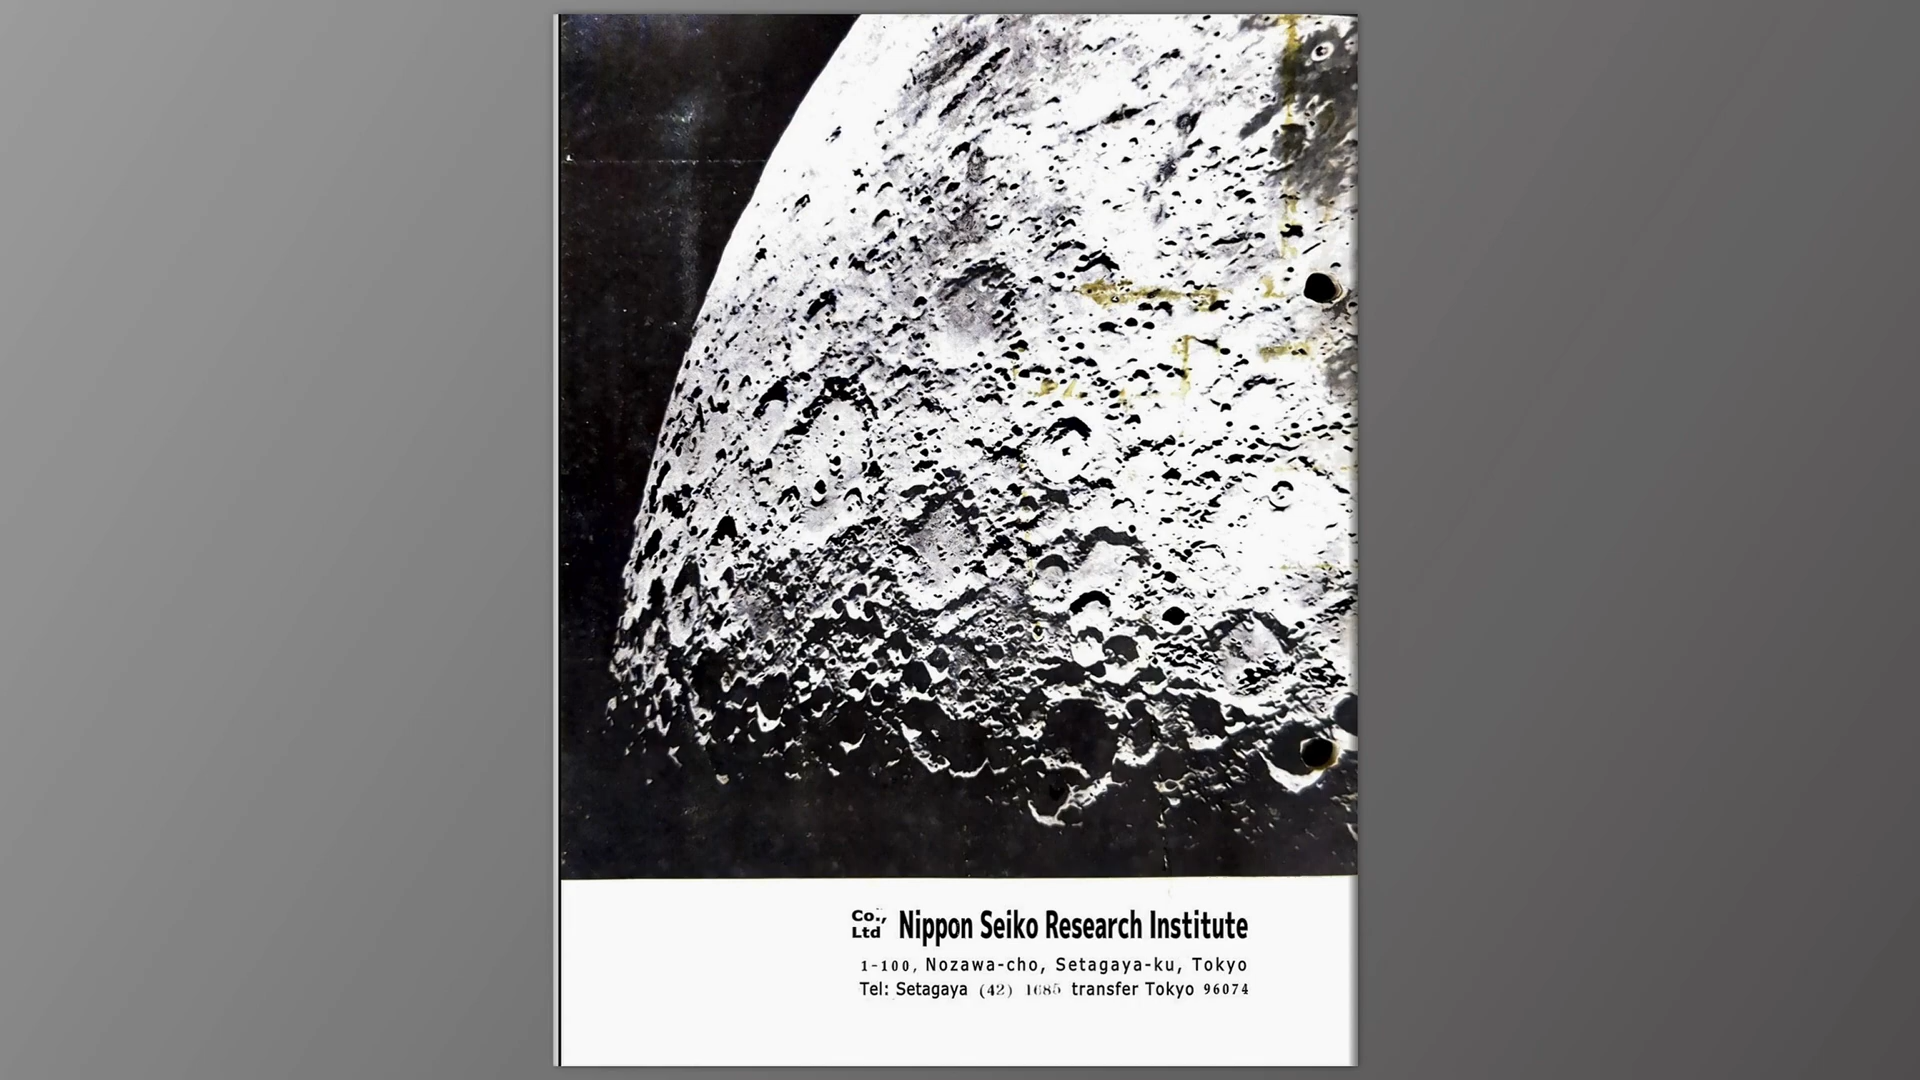 Co., Ltd Nippon Seiko Research Institute
1-100, Nozawa-cho, Setagaya-ku, Tokyo
Tel: Setagaya (42) 1685 transfer Tokyo 96074